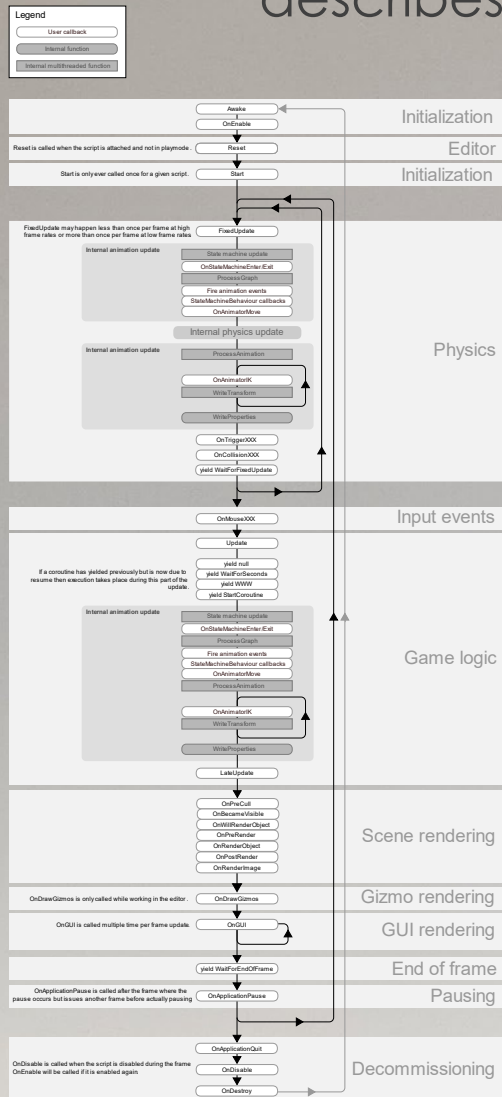 describes
Legend
User callback
Internal function
Internal multithreaded function
Awake
OnEnable
Initialization
Reset is called when the script is attached and not in playmode.
Reset
Editor
Start is only ever called once for a given script.
Start
Initialization
FixedUpdate may happen less than once per frame at high
frame rates or more than once per frame at low frame rates
FixedUpdate
Internal animation update
State machine update
OnStateMachineEnter/Exit
ProcessGraph
Fire animation events
StateMachineBehaviour callbacks
OnAnimatorMove
Internal physics update
Physics
Internal animation update
ProcessAnimation
OnAnimatorIK
WriteTransform
WriteProperties
OnTriggerXXX
OnCollisionXXX
yield WaitForFixedUpdate
OnMouseXXX
Input events
Update
If a coroutine has yielded previously but is now due to
resume then execution takes place during this part of the
update.
yield null
yield WaitForSeconds
yield WWW
yield StartCoroutine
Internal animation update
State machine update
OnStateMachineEnter/Exit
ProcessGraph
Fire animation events
StateMachineBehaviour callbacks
OnAnimatorMove
ProcessAnimation
Game logic
OnAnimatorIK
WriteTransform
WriteProperties
LateUpdate
OnPreCull
OnBecameVisible
OnWillRenderObject
OnPreRender
OnRenderObject
OnPostRender
OnRenderImage
Scene rendering
OnDrawGizmos is only called while working in the editor.
OnDrawGizmos
Gizmo rendering
OnGUI is called multiple time per frame update.
OnGUI
GUI rendering
yield WaitForEndOfFrame
End of frame
OnApplicationPause is called after the frame where the
pause occurs but issues another frame before actually pausing
OnApplicationPause
Pausing
OnApplicationQuit
OnDisable is called when the script is disabled during the frame
OnEnable will be called if it is enabled again
OnDisable
OnDestroy
Decommissioning